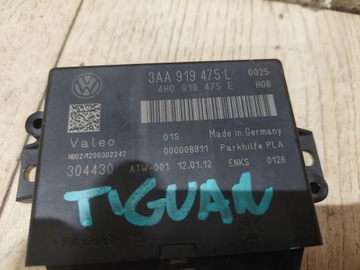 3AA 919 475 L 0025
4H0 919 475 E H08
Valeo 01S Made in Germany
000008911 Parkhilfe PLA
304430 ATW-001 12.01.12 ENKS 0126
TIGUAN